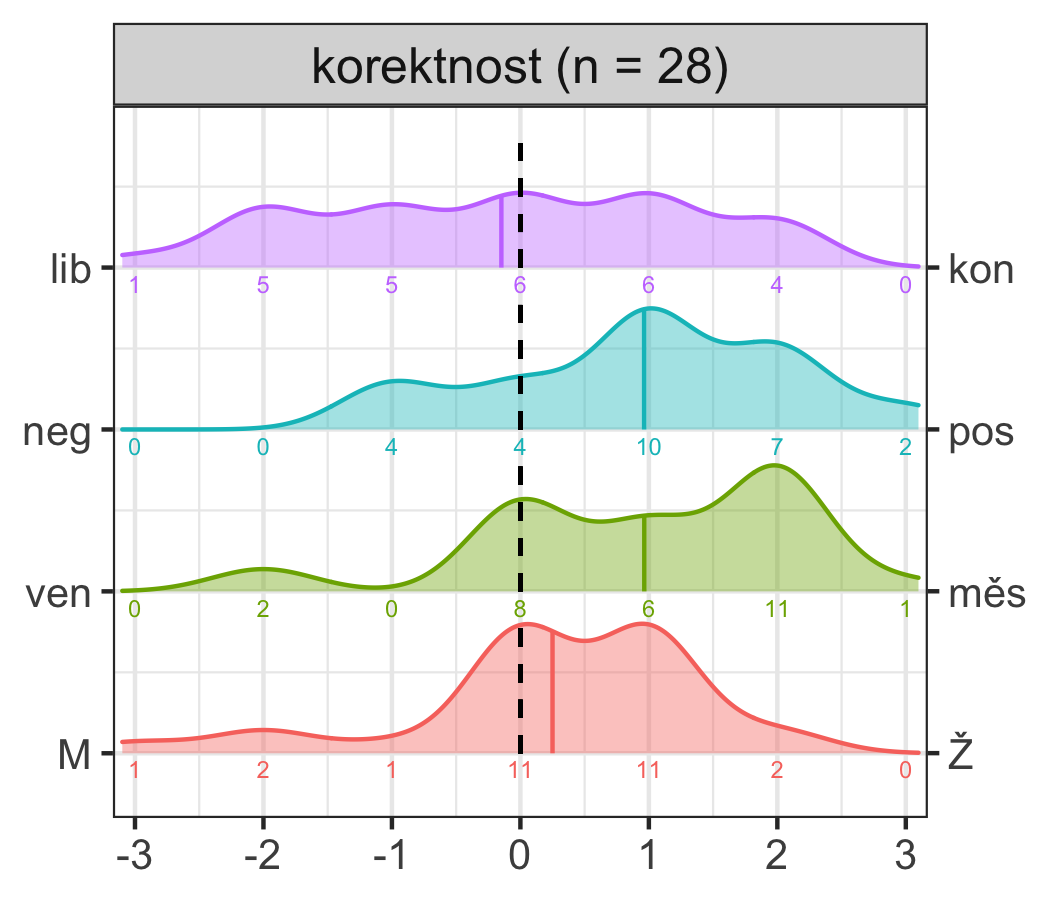 korektnost (n = 28)
lib kon
1 5 5 6 6 4 0
neg pos
0 0 4 4 10 7 2
ven měs
0 2 0 8 6 11 1
M Ž
1 2 1 11 11 2 0
-3 -2 -1 0 1 2 3